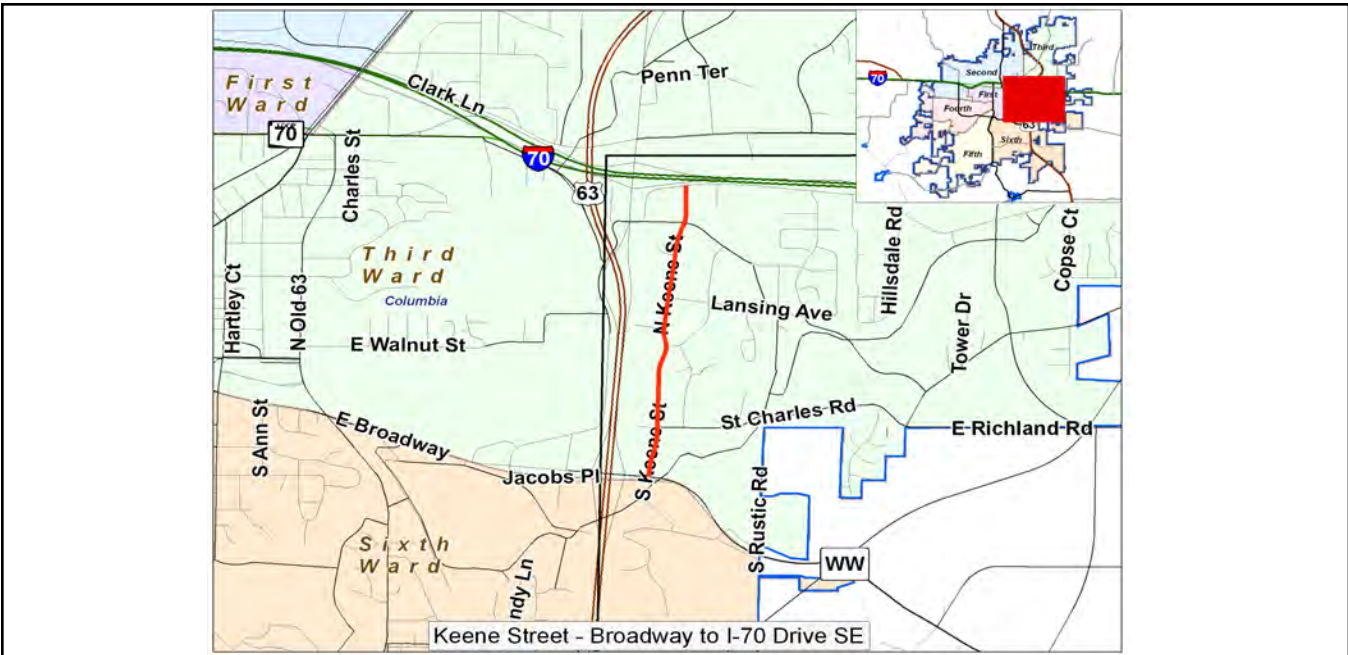 First
Ward
70
Clark Ln
Penn Ter
Charles St
70
63
Third
Ward
Columbia
Hartley Ct
N Old 63
E Walnut St
N Keene St
Lansing Ave
Hillsdale Rd
Tower Dr
Copse Ct
S Ann St
E Broadway
Jacobs Pl
S Keene St
St Charles Rd
E Richland Rd
S Rustic Rd
Sixth
Ward
ndy Ln
WW
Keene Street - Broadway to I-70 Drive SE
70
Second
Third
First
Fourth
63
Fifth
Sixth